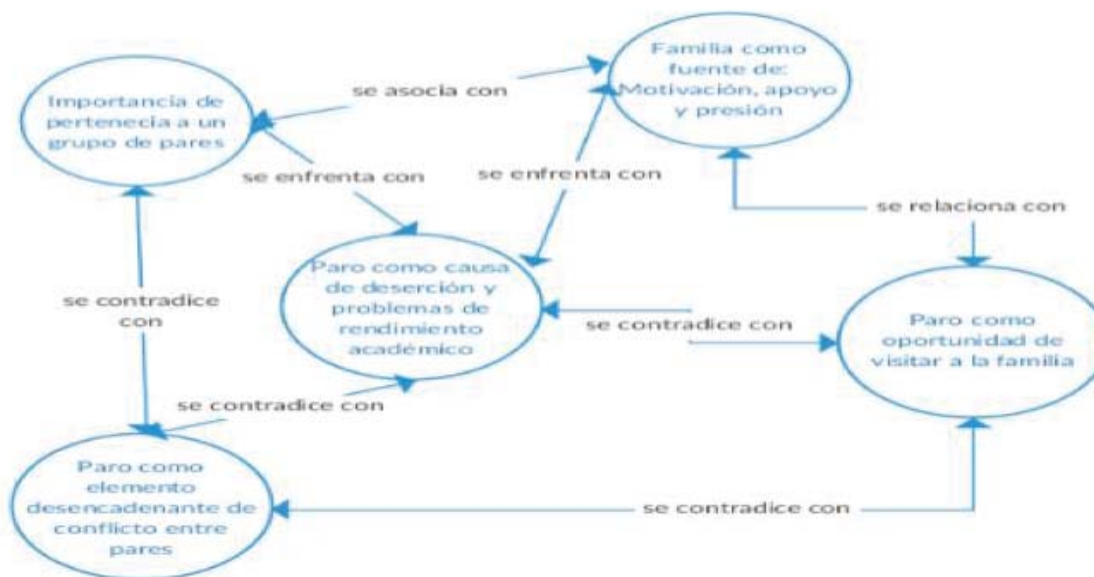 Familia como
fuente de:
Motivación, apoyo
y presión
se asocia con
Importancia de
pertenecia a un
grupo de pares
se enfrenta con
se enfrenta con
se relaciona con
Paro como causa
de deserción y
problemas de
rendimiento
académico
se contradice
con
se contradice con
Paro como
oportunidad de
visitar a la familia
se contradice con
Paro como
elemento
desencadenante de
conflicto entre
pares
se contradice con